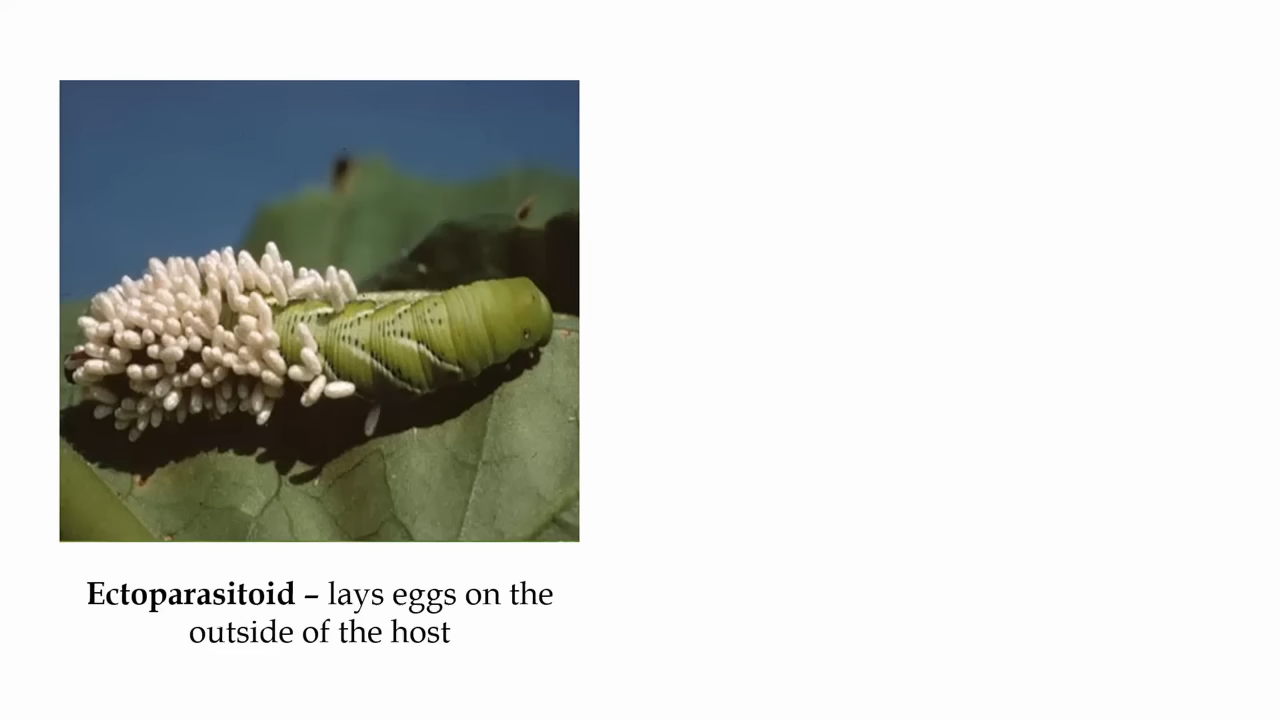 Ectoparasitoid – lays eggs on the
outside of the host